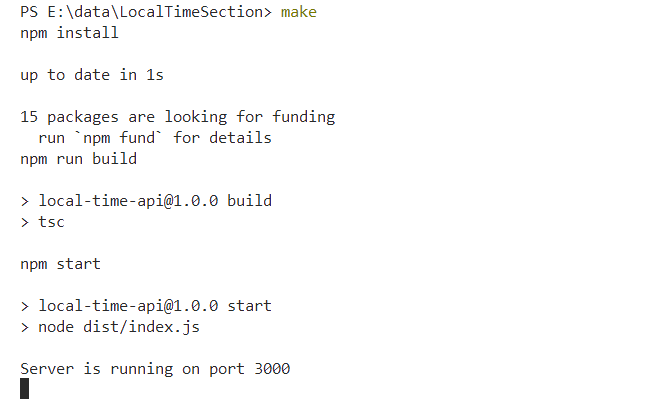 PS E:\data\LocalTimeSection> make
npm install
up to date in 1s
15 packages are looking for funding
  run `npm fund` for details
npm run build
> local-time-api@1.0.0 build
> tsc
npm start
> local-time-api@1.0.0 start
> node dist/index.js
Server is running on port 3000